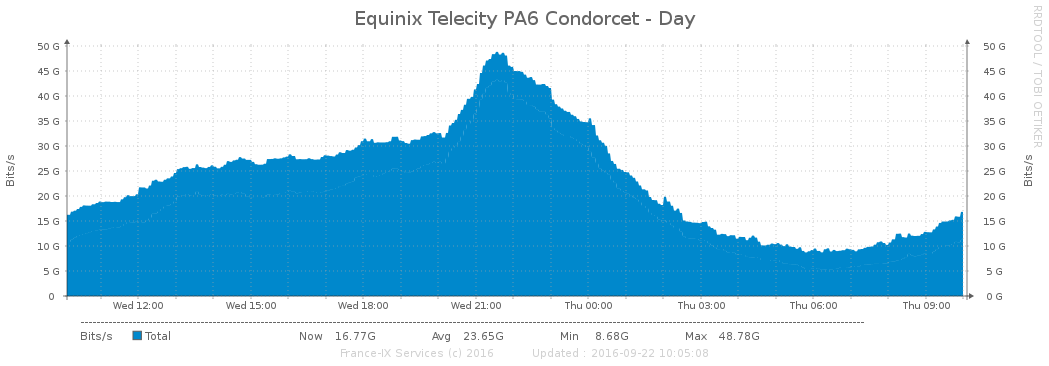 Equinix Telecity PA6 Condorcet - Day
RRDTOOL / TOBI OETIKER
Bits/s
50 G
45 G
40 G
35 G
30 G
25 G
20 G
15 G
10 G
5 G
0
50 G
45 G
40 G
35 G
30 G
25 G
20 G
15 G
10 G
5 G
0 G
Bits/s
Wed 12:00 Wed 15:00 Wed 18:00 Wed 21:00 Thu 00:00 Thu 03:00 Thu 06:00 Thu 09:00
Bits/s Total Now 16.77G Avg 23.65G Min 8.68G Max 48.78G
France-IX Services (c) 2016 Updated : 2016-09-22 10:05:08